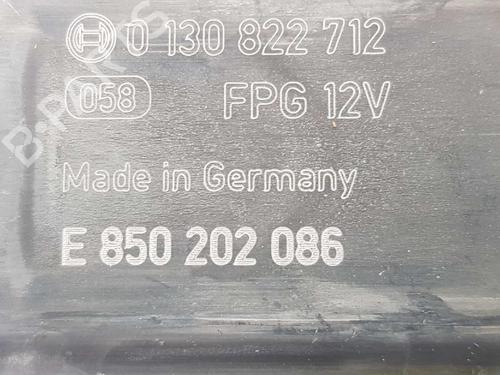 0 130 822 712
058 FPG 12V
Made in Germany
E 850 202 086